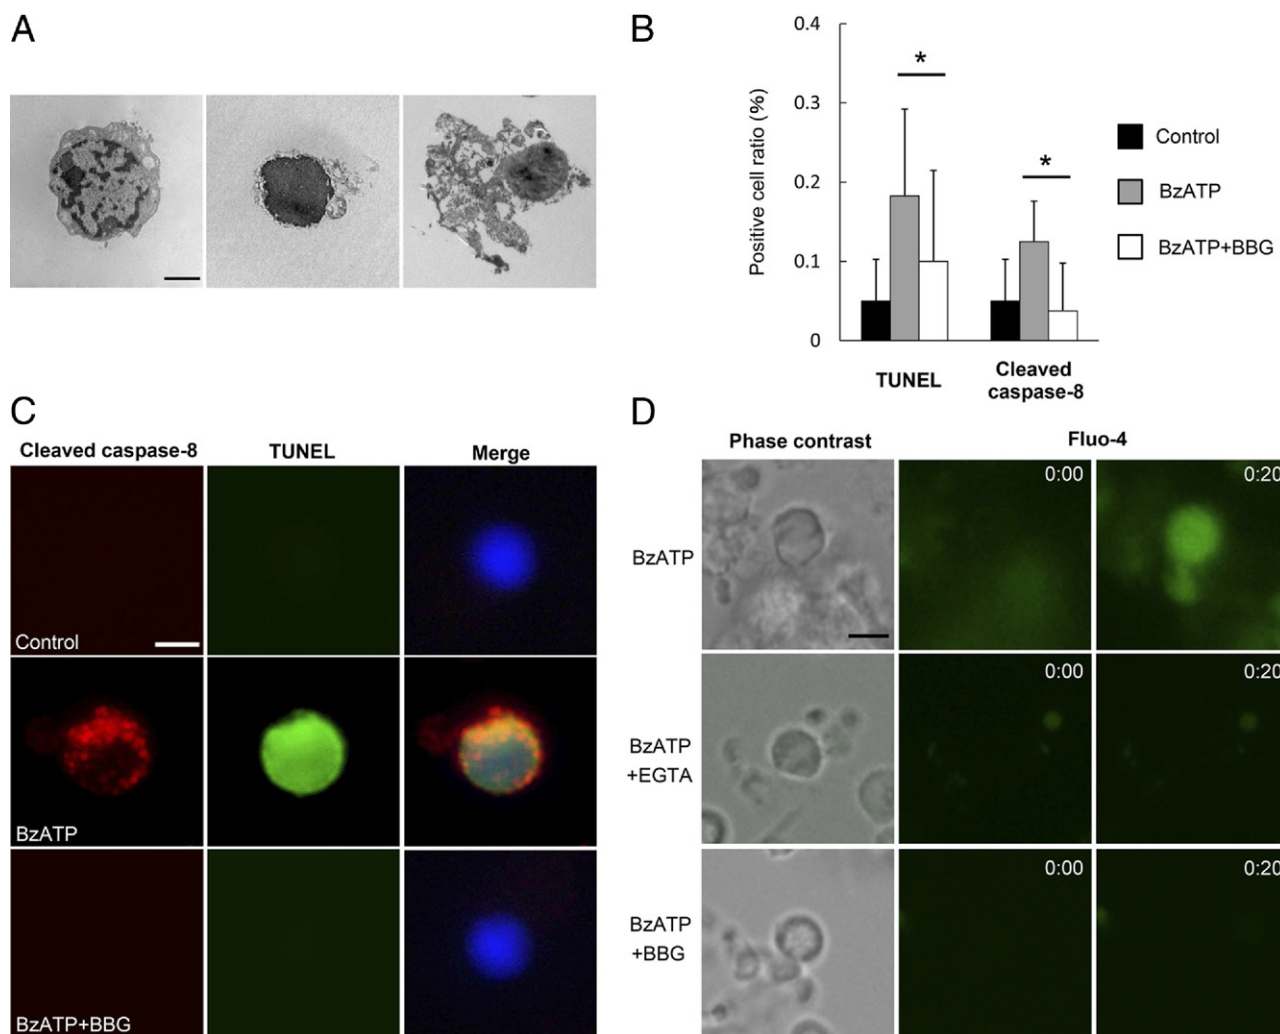 A
B
0.4
0.3
0.2
0.1
0
Positive cell ratio (%)
*
*
Control
BzATP
BzATP+BBG
TUNEL
Cleaved
caspase-8
C
Cleaved caspase-8
TUNEL
Merge
Control
BzATP
BzATP+BBG
D
Phase contrast
Fluo-4
BzATP
0:00
0:20
BzATP
+EGTA
0:00
0:20
BzATP
+BBG
0:00
0:20